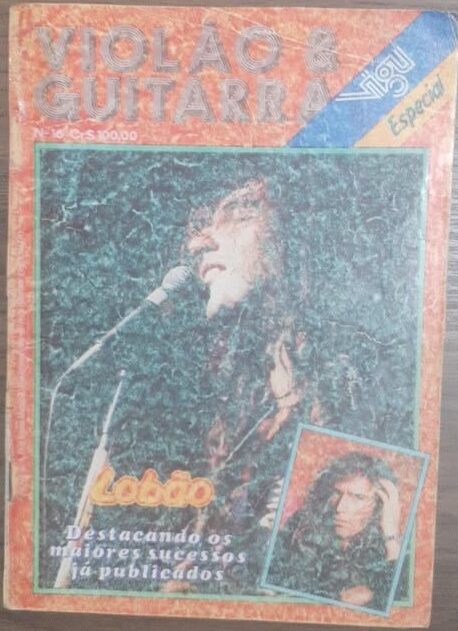 VIOLÃO &
GUITARRA
Vigu
Especial
Nº 16 Cr$ 100,00
Lobão
Destacando os
maiores sucessos
já publicados